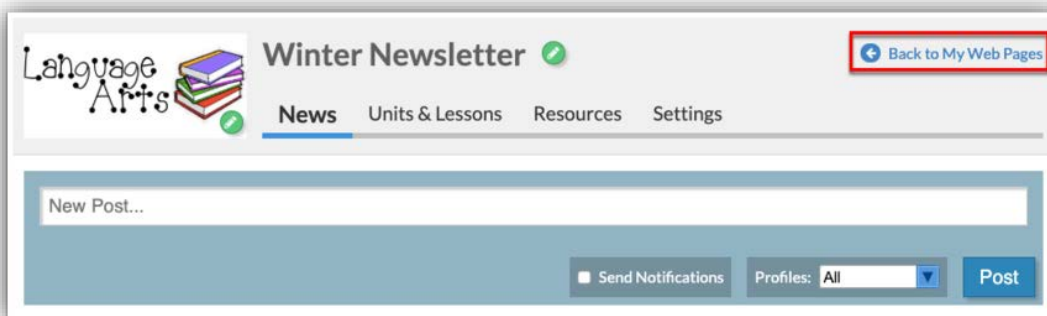 Language
Arts
Winter Newsletter
Back to My Web Pages
News Units & Lessons Resources Settings
New Post...
Send Notifications Profiles: All Post